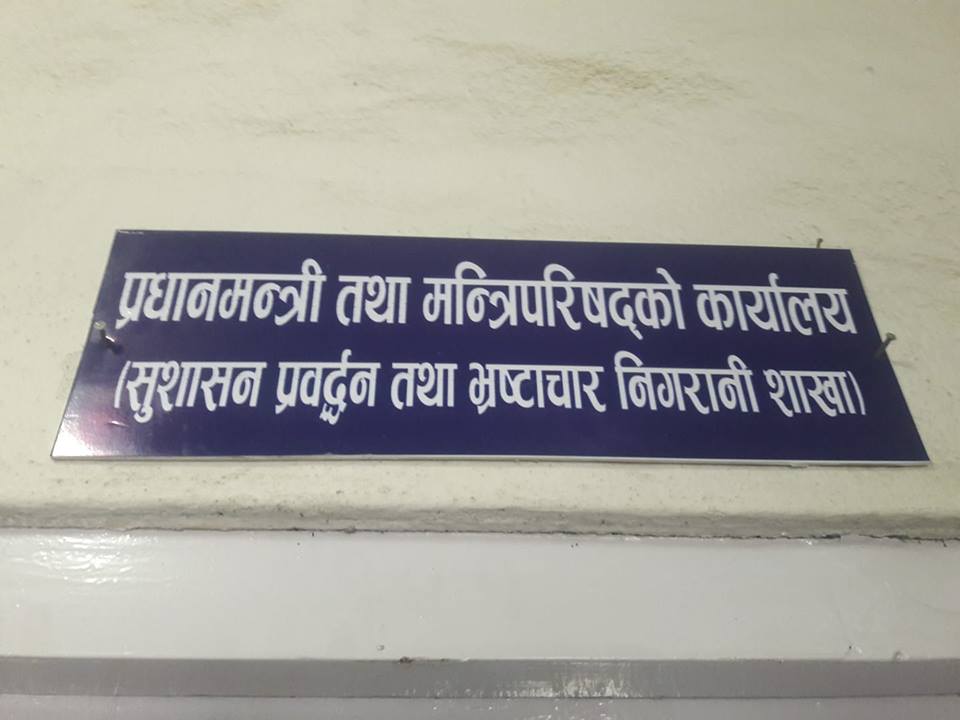 प्रधानमन्त्री तथा मन्त्रिपरिषद्को कार्यालय
(सुशासन प्रवर्द्धन तथा भ्रष्टाचार निगरानी शाखा)